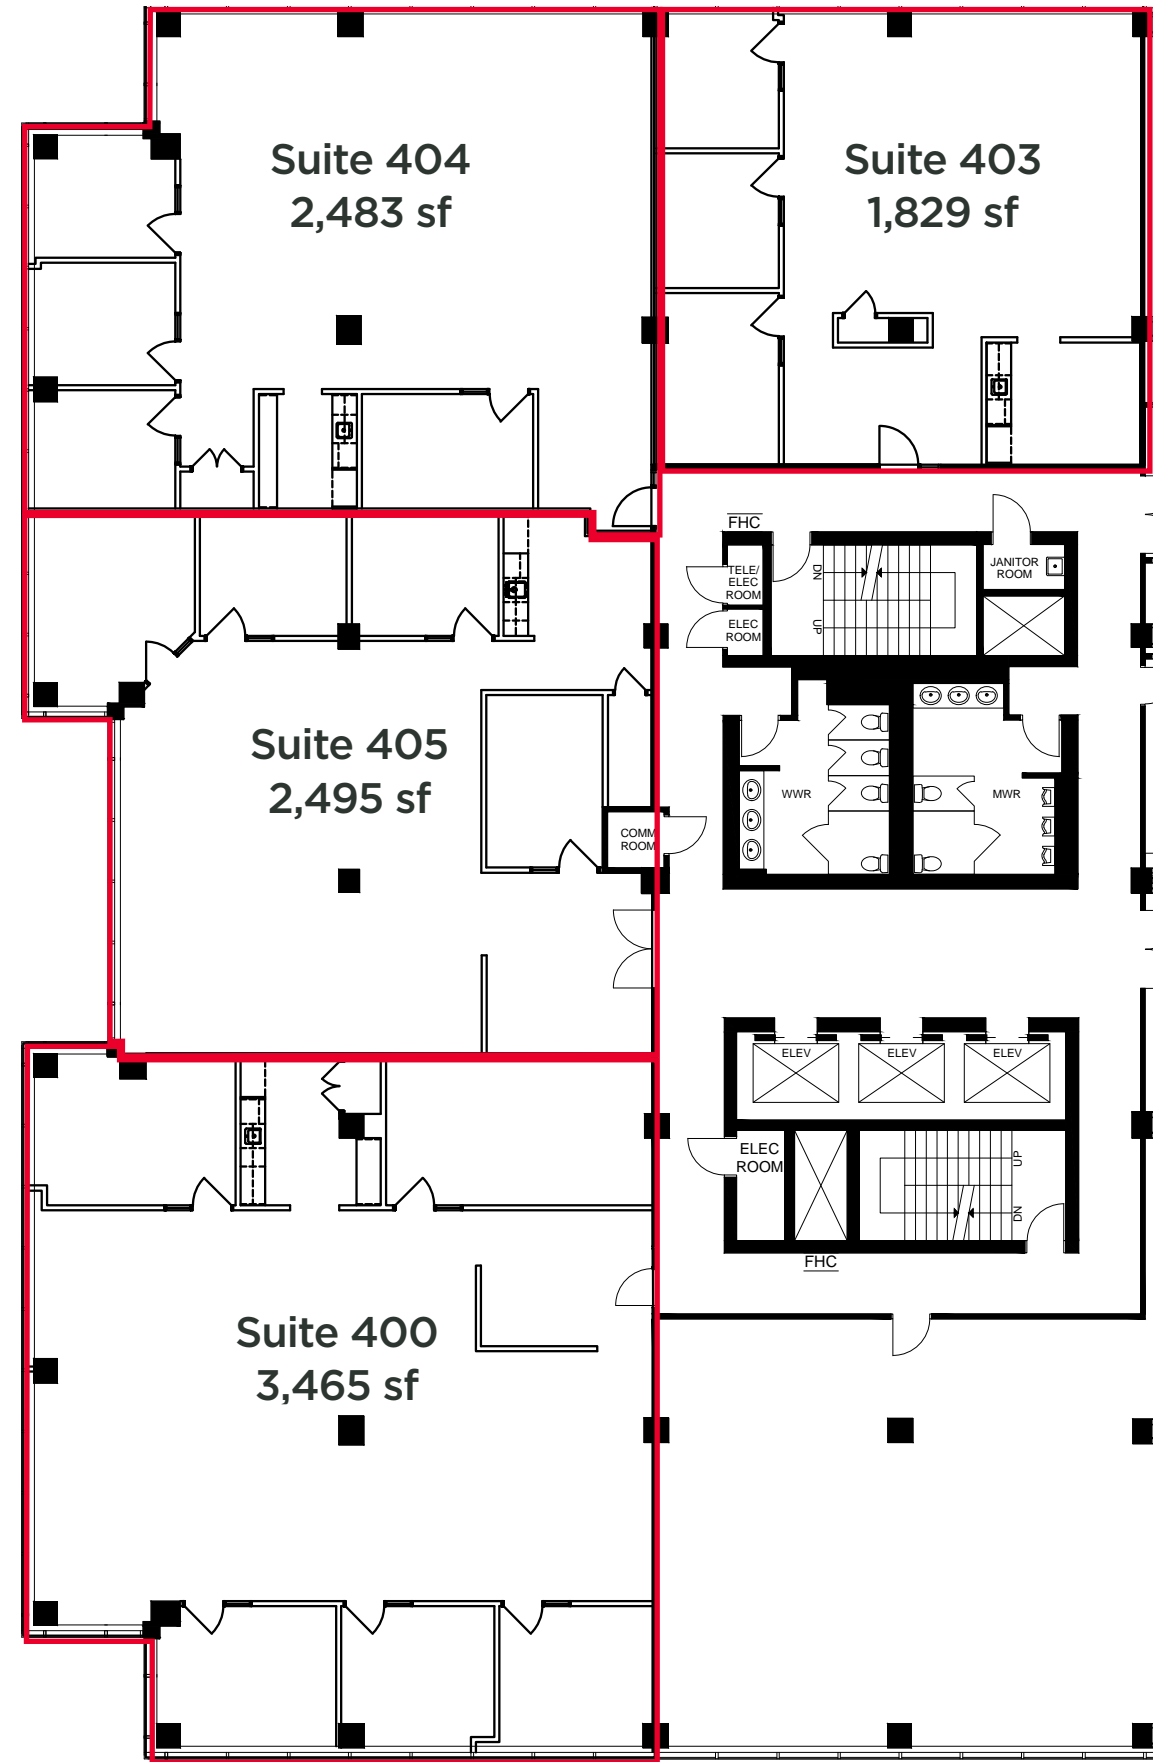 Suite 404
2,483 sf
Suite 403
1,829 sf
FHC
TELE/
ELEC
ROOM
ELEC
ROOM
DN
UP
JANITOR
ROOM
Suite 405
2,495 sf
WWR
MWR
COMM
ROOM
ELEV
ELEV
ELEV
ELEC
ROOM
UP
DN
FHC
Suite 400
3,465 sf